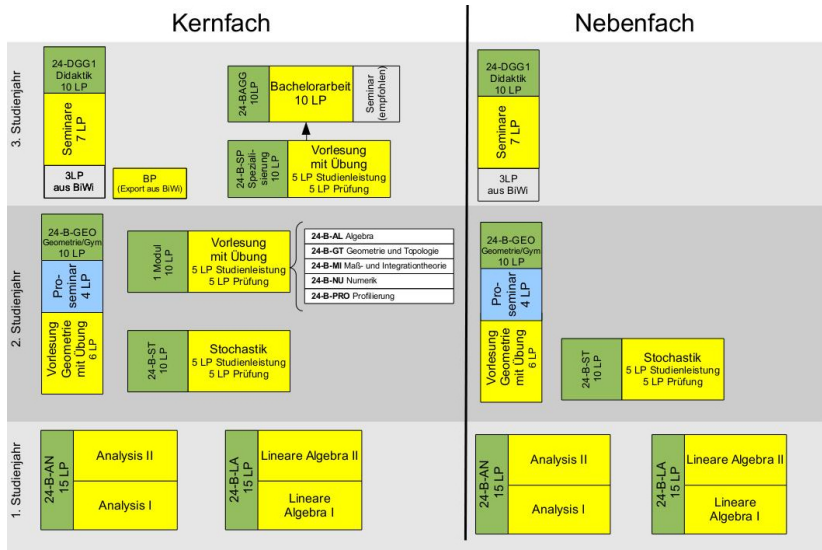 Kernfach
Nebenfach
3. Studienjahr
24-DGG1
Didaktik
10 LP
Seminare
7 LP
3LP
aus BiWi
BP
(Export aus BiWi)
24-BAGG
10LP
Bachelorarbeit
10 LP
Seminar
(empfohlen)
24-B-SP
Speziali-
sierung
10 LP
Vorlesung
mit Übung
5 LP Studienleistung
5 LP Prüfung
24-DGG1
Didaktik
10 LP
Seminare
7 LP
3LP
aus BiWi
2. Studienjahr
24-B-GEO
Geometrie/Gym
10 LP
Pro-
seminar
4 LP
Vorlesung
Geometrie
mit Übung
6 LP
1 Modul
10 LP
Vorlesung
mit Übung
5 LP Studienleistung
5 LP Prüfung
24-B-AL Algebra
24-B-GT Geometrie und Topologie
24-B-MI Maß- und Integrationtheorie
24-B-NU Numerik
24-B-PRO Profilierung
24-B-ST
10 LP
Stochastik
5 LP Studienleistung
5 LP Prüfung
24-B-GEO
Geometrie/Gym
10 LP
Pro-
seminar
4 LP
Vorlesung
Geometrie
mit Übung
6 LP
24-B-ST
10 LP
Stochastik
5 LP Studienleistung
5 LP Prüfung
1. Studienjahr
24-B-AN
15 LP
Analysis II
Analysis I
24-B-LA
15 LP
Lineare Algebra II
Lineare
Algebra I
24-B-AN
15 LP
Analysis II
Analysis I
24-B-LA
15 LP
Lineare Algebra II
Lineare
Algebra I